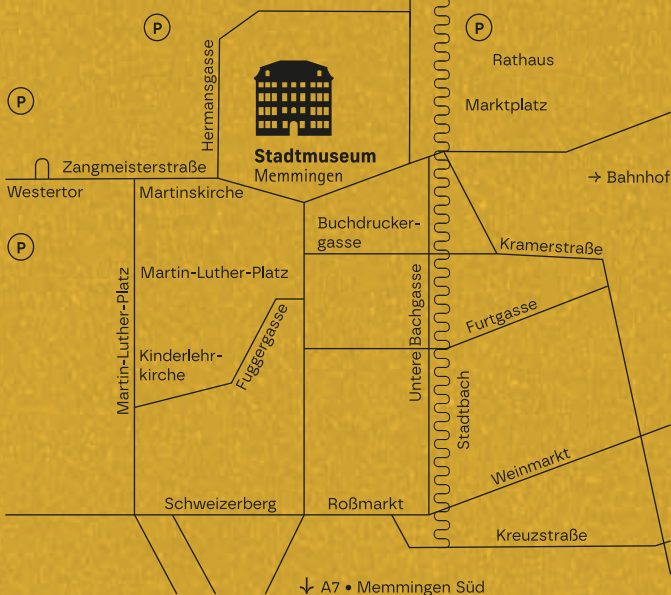 P
P
Rathaus
Hermansgasse
P
Marktplatz
Stadtmuseum
Memmingen
Zangmeisterstraße
Westertor
Martinskirche
→ Bahnhof
Buchdrucker-
gasse
P
Kramerstraße
Martin-Luther-Platz
Martin-Luther-Platz
Untere Bachgasse
Furtgasse
Fuggergasse
Kinderlehr-
kirche
Stadtbach
Weinmarkt
Schweizerberg
Roßmarkt
Kreuzstraße
↓ A7 • Memmingen Süd